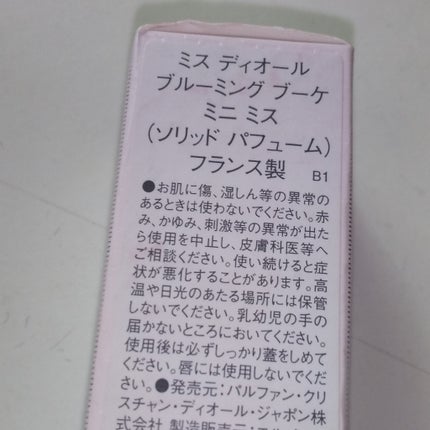 ミス ディオール
ブルーミング ブーケ
ミニ ミス
(ソリッド パフューム)
フランス製 B1
●お肌に傷、湿しん等の異常の
あるときは使わないでください。赤
み、かゆみ、刺激等の異常が出た
ら使用を中止し、皮膚科医等へ
ご相談ください。使い続けると症
状が悪化することがあります。高
温や日光のあたる場所には保管
しないでください。乳幼児の手の
届かないところにおいてください。
使用後は必ずしっかり蓋をしめて
ください。唇には使用しないでくだ
さい。●発売元:パルファン・クリ
スチャン・ディオール・ジャポン株
式会社 製造販売元: